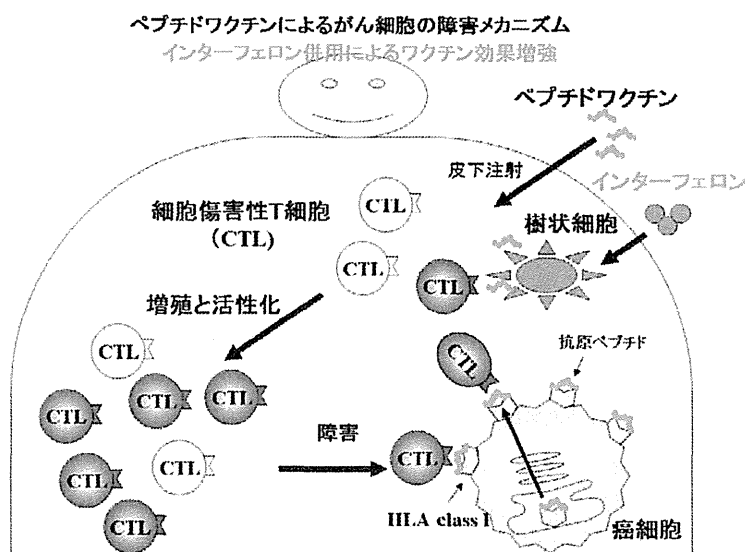 ペプチドワクチンによるがん細胞の障害メカニズム
インターフェロン併用によるワクチン効果増強
ペプチドワクチン
皮下注射
インターフェロン
細胞傷害性T細胞
(CTL)
CTL
樹状細胞
CTL
CTL
増殖と活性化
抗原ペプチド
CTL
CTL
CTL
CTL
CTL
障害
CTL
CTL
CTL
HLA class I
癌細胞
CTL